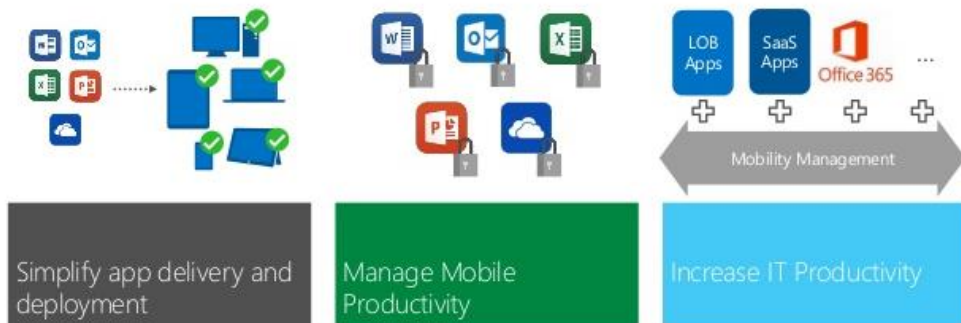 LOB
Apps
SaaS
Apps
Office 365
...
Mobility Management
Simplify app delivery and
deployment
Manage Mobile
Productivity
Increase IT Productivity